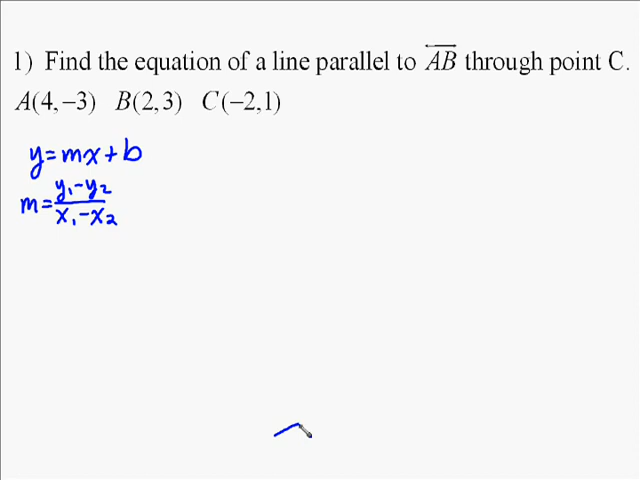 1) Find the equation of a line parallel to AB through point C.
A(4,−3) B(2,3) C(−2,1)
y=mx+b
m=y₁−y₂/x₁−x₂